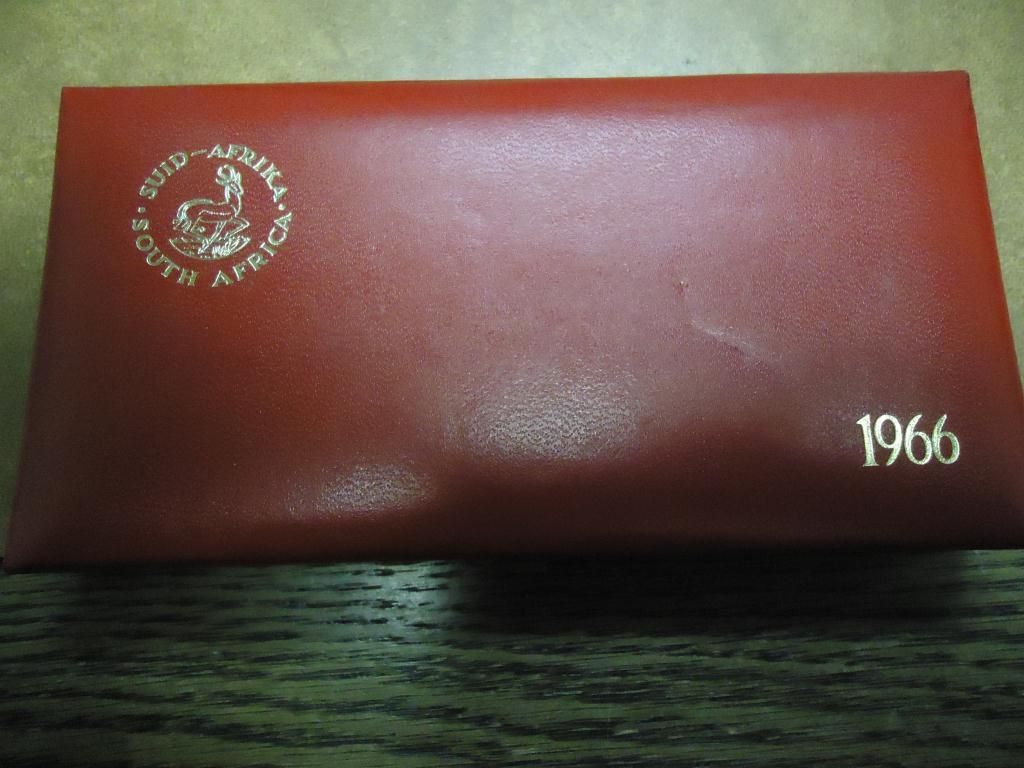 · SUID-AFRIKA ·
SOUTH AFRICA
1966